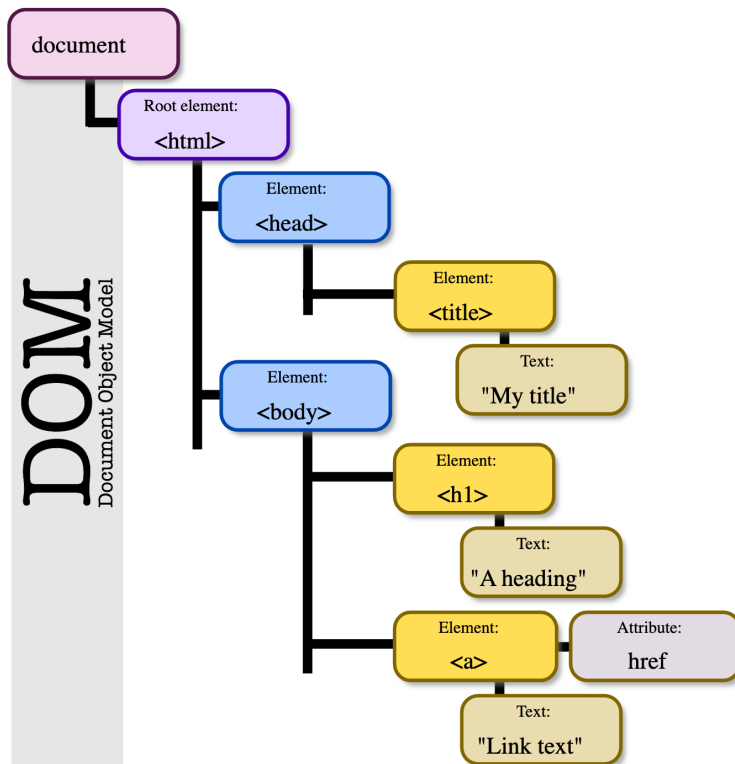 document
Root element:
<html>
Element:
<head>
Element:
<title>
Text:
"My title"
Element:
<body>
Element:
<h1>
Text:
"A heading"
Element:
<a>
Attribute:
href
Text:
"Link text"
DOM
Document Object Model